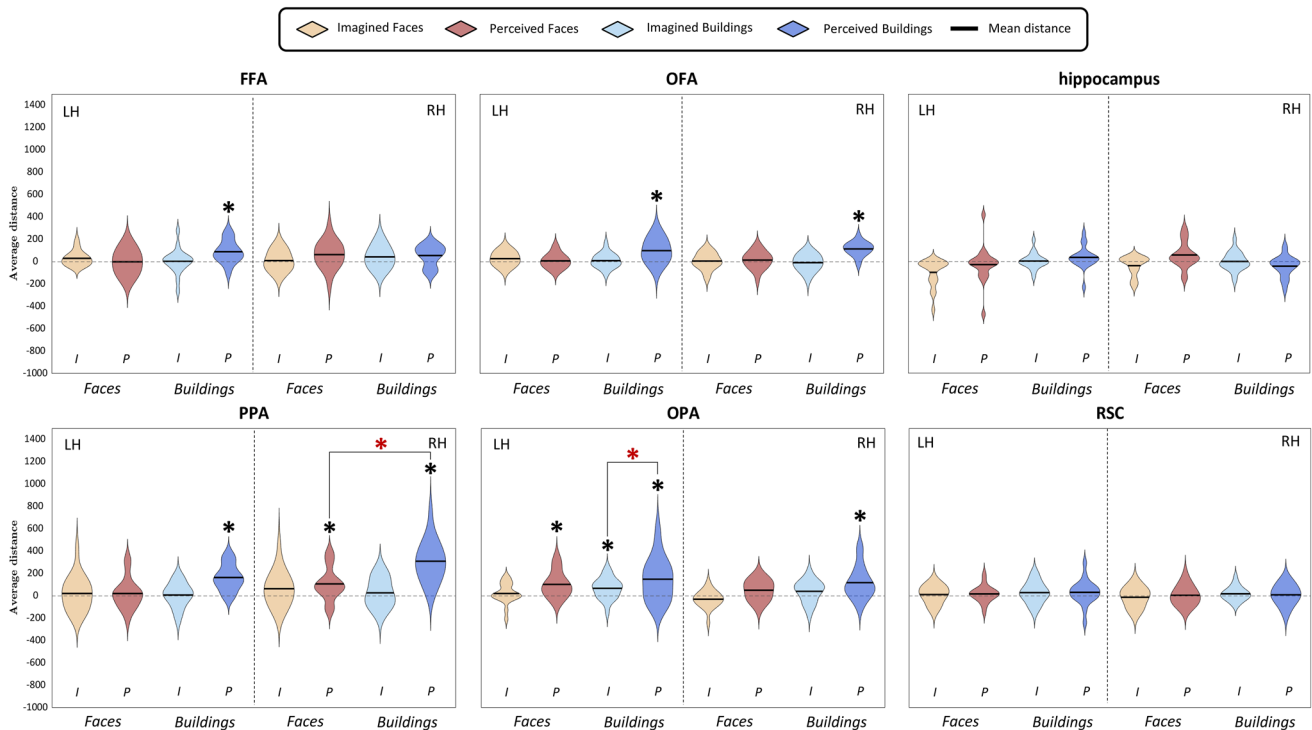 Imagined Faces Perceived Faces Imagined Buildings Perceived Buildings Mean distance
FFA OFA hippocampus
Average distance
1400
1200
1000
800
600
400
200
0
-200
-400
-600
-800
-1000
LH RH
* 
I P I P I P I P
Faces Buildings Faces Buildings
LH RH
* *
I P I P I P I P
Faces Buildings Faces Buildings
LH RH
I P I P I P I P
Faces Buildings Faces Buildings
PPA OPA RSC
Average distance
1400
1200
1000
800
600
400
200
0
-200
-400
-600
-800
-1000
LH RH
*
* * *
I P I P I P I P
Faces Buildings Faces Buildings
LH RH
*
* * * *
I P I P I P I P
Faces Buildings Faces Buildings
LH RH
I P I P I P I P
Faces Buildings Faces Buildings